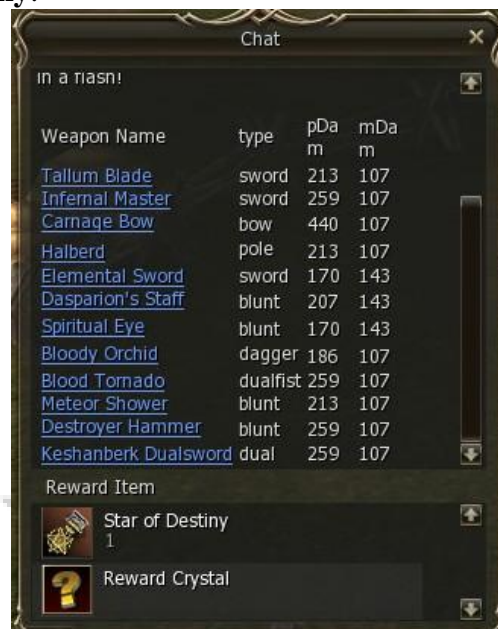 Chat
in a flash!
Weapon Name type pDam mDam
Tallum Blade sword 213 107
Infernal Master sword 259 107
Carnage Bow bow 440 107
Halberd pole 213 107
Elemental Sword sword 170 143
Dasparion's Staff blunt 207 143
Spiritual Eye blunt 170 143
Bloody Orchid dagger 186 107
Blood Tornado dualfist 259 107
Meteor Shower blunt 213 107
Destroyer Hammer blunt 259 107
Keshanberk Dualsword dual 259 107
Reward Item
Star of Destiny
1
Reward Crystal